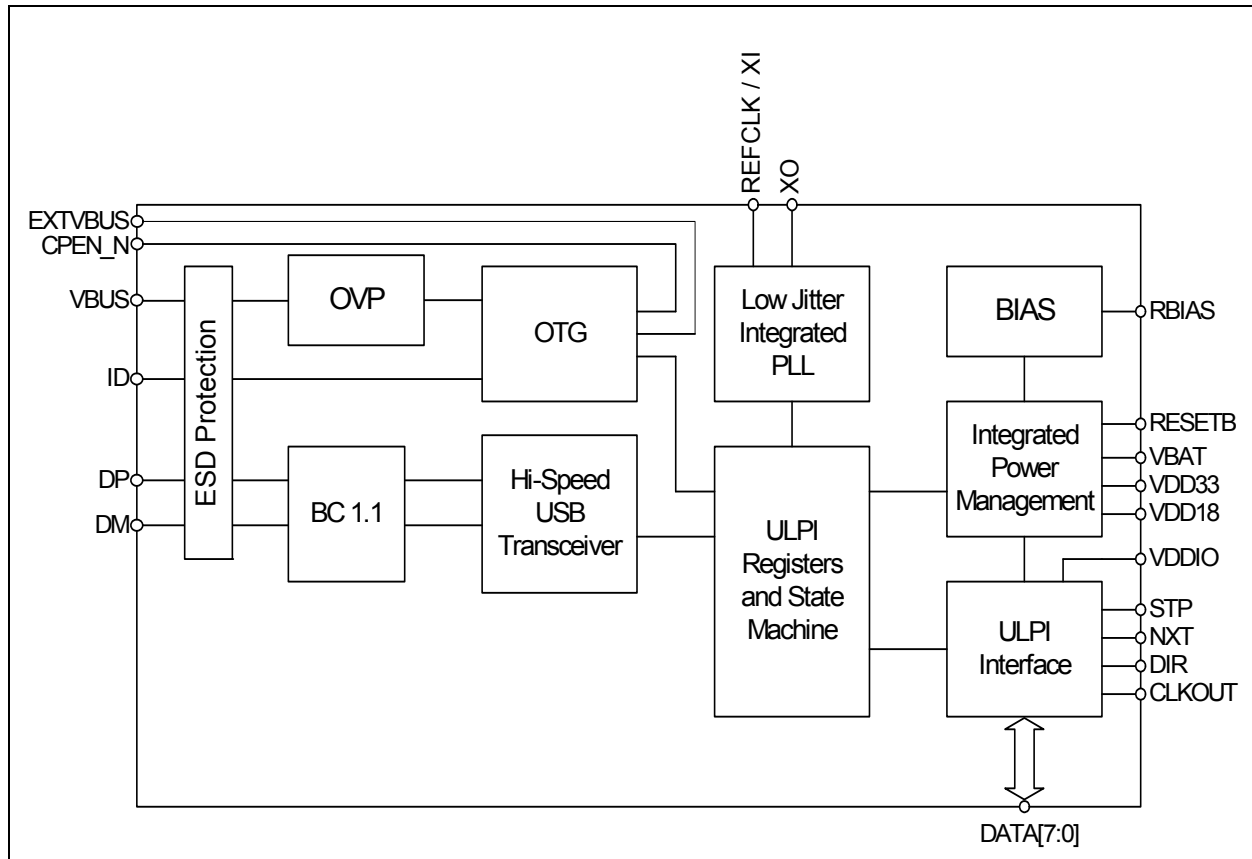 REFCLK / XI
XO
EXTVBUS
CPEN_N
VBUS
ID
DP
DM
ESD Protection
OVP
OTG
BC 1.1
Hi-Speed
USB
Transceiver
Low Jitter
Integrated
PLL
ULPI
Registers
and State
Machine
BIAS
Integrated
Power
Management
ULPI
Interface
RBIAS
RESETB
VBAT
VDD33
VDD18
VDDIO
STP
NXT
DIR
CLKOUT
DATA[7:0]